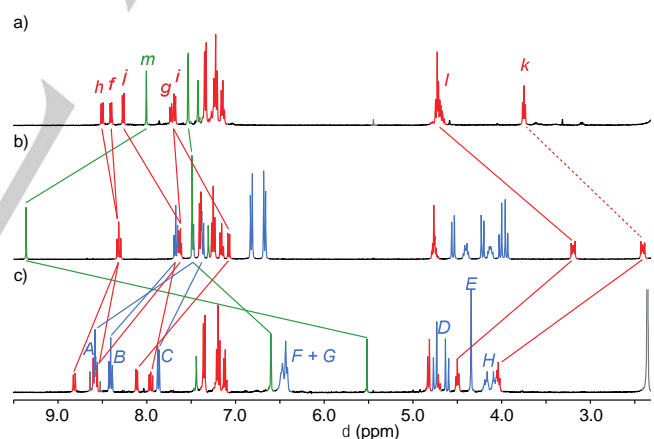 a)
m
h f j g i l k
b)
c)
A B C F + G D E H
9.0 8.0 7.0 6.0 5.0 4.0 3.0
d (ppm)